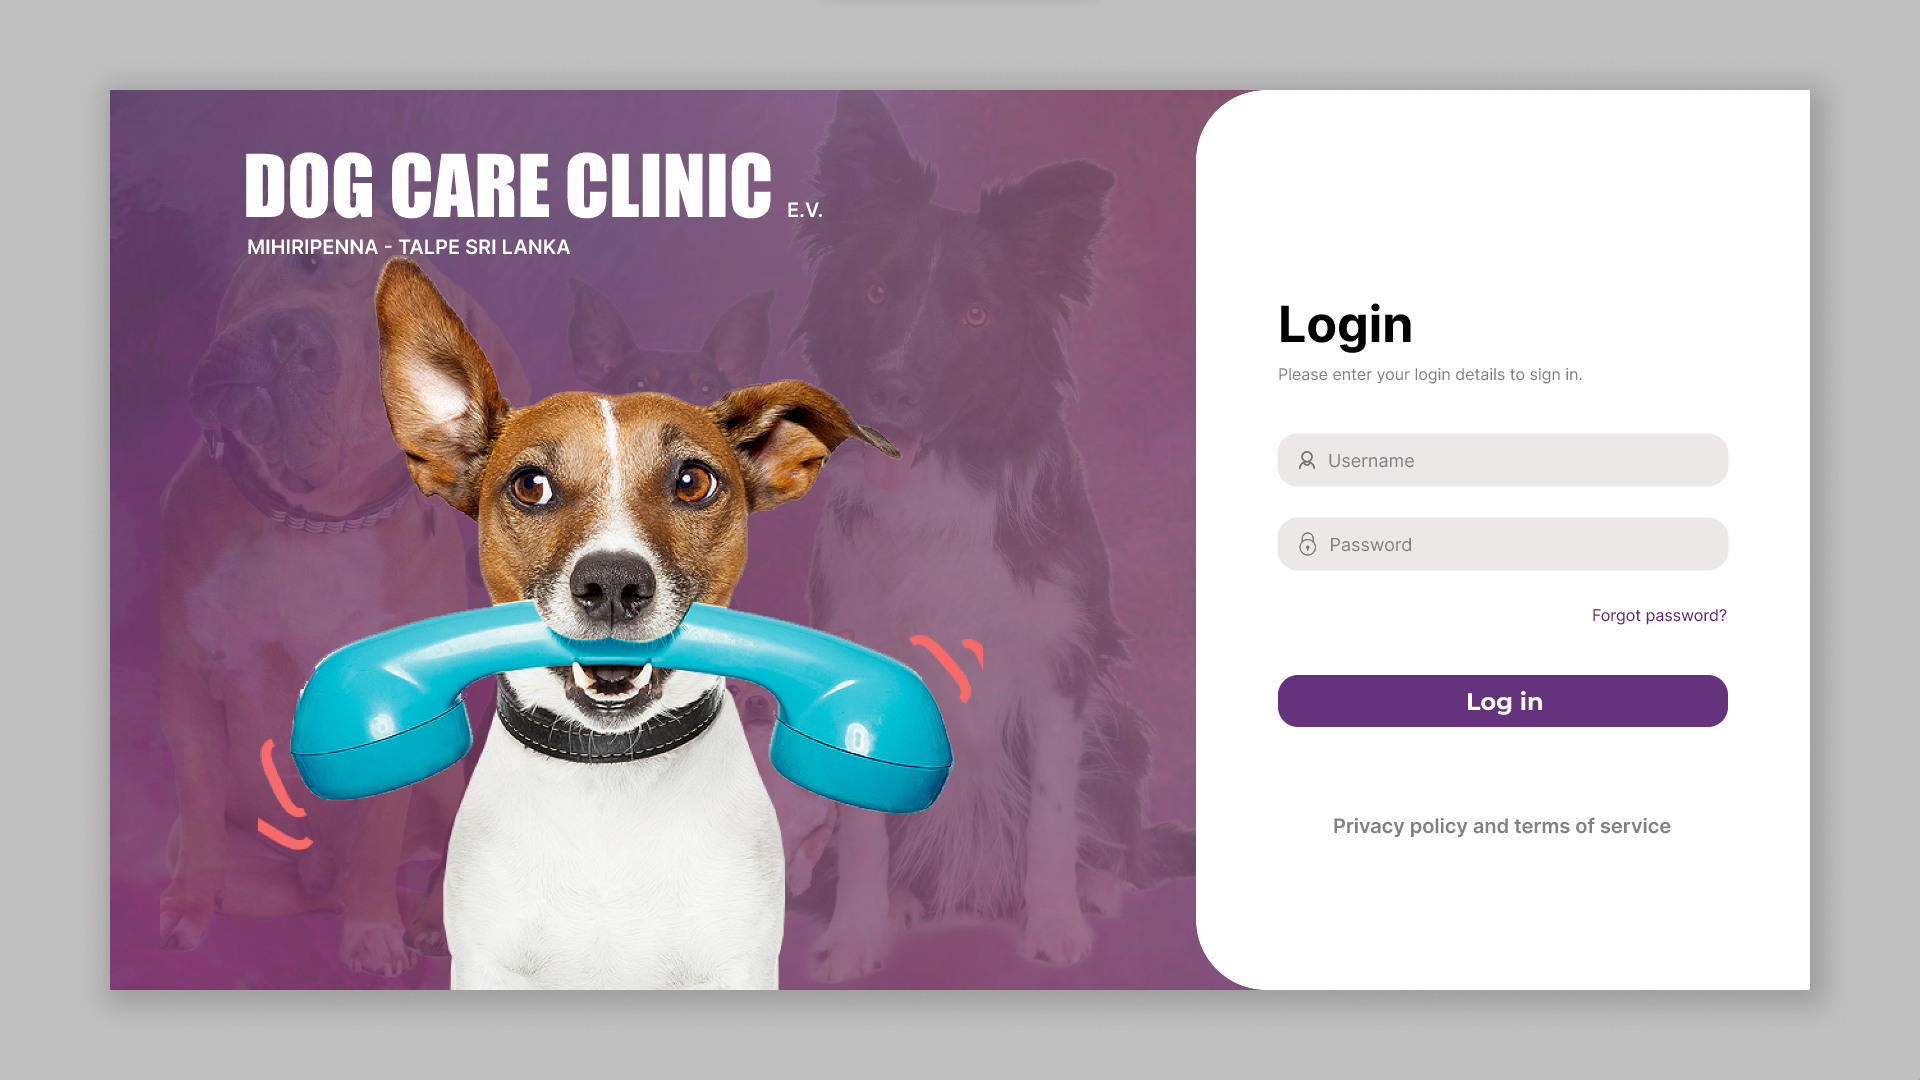 DOG CARE CLINIC E.V.
MIHIRIPENNA - TALPE SRI LANKA
Login
Please enter your login details to sign in.
Username
Password
Forgot password?
Log in
Privacy policy and terms of service